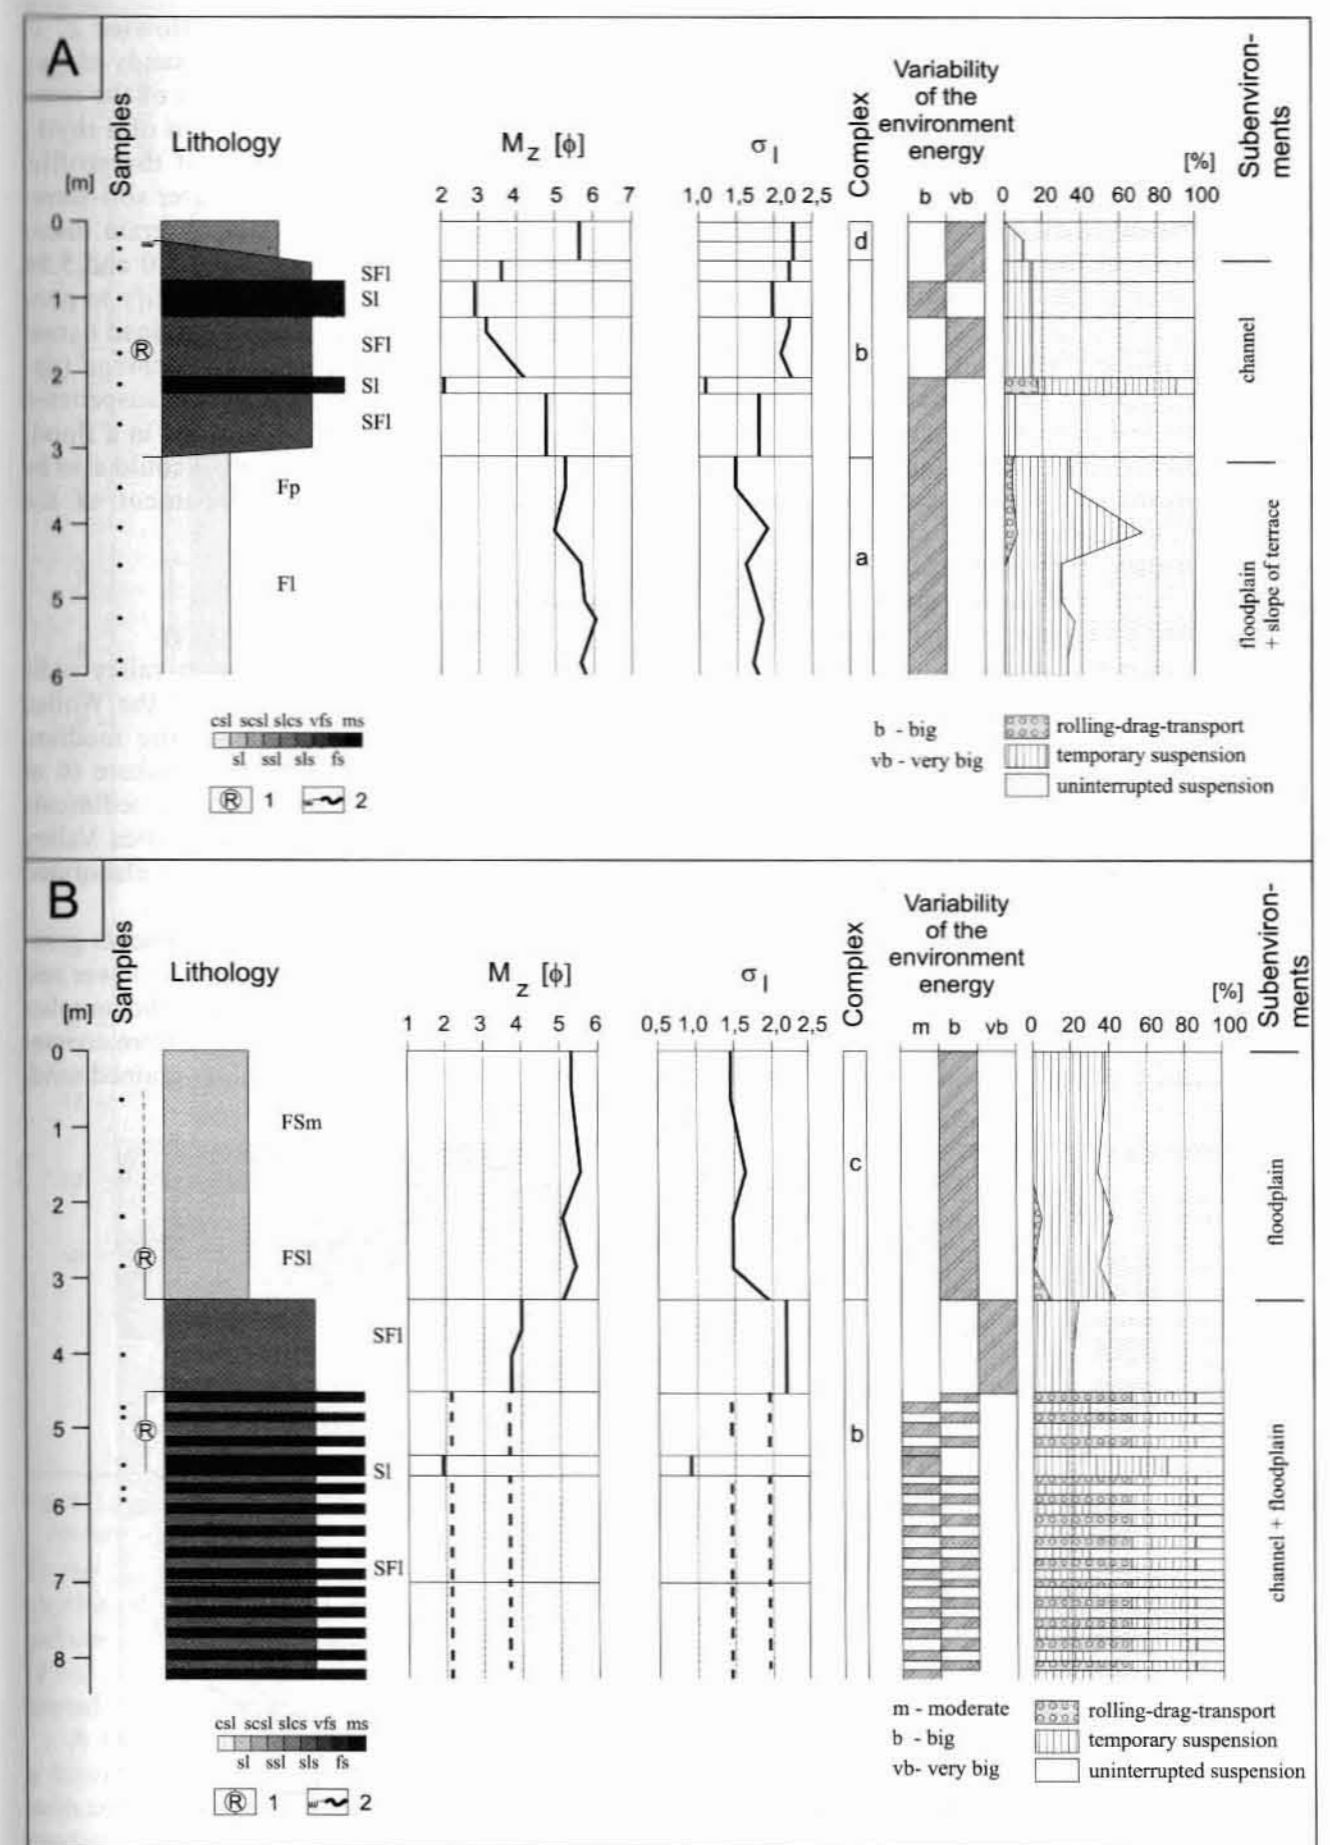 A
Samples
[m]
Lithology
M z [ϕ]
σ I
Complex
Variability
of the
environment
energy
[%]
Subenviron-
ments
2 3 4 5 6 7
1,0 1,5 2,0 2,5
b vb
0 20 40 60 80 100
0
1
2
3
4
5
6
R
SFl
Sl
SFl
Sl
SFl
Fp
Fl
d
b
a
channel
floodplain
+ slope of terrace
csl scsl slcs vfs ms
sl ssl sls fs
R 1 2
b - big
vb - very big
rolling-drag-transport
temporary suspension
uninterrupted suspension
B
Samples
[m]
Lithology
M z [ϕ]
σ I
Complex
Variability
of the
environment
energy
[%]
Subenviron-
ments
1 2 3 4 5 6
0,5 1,0 1,5 2,0 2,5
m b vb
0 20 40 60 80 100
0
1
2
3
4
5
6
7
8
R
R
FSm
FSl
SFl
Sl
SFl
c
b
floodplain
channel + floodplain
csl scsl slcs vfs ms
sl ssl sls fs
R 1 2
m - moderate
b - big
vb- very big
rolling-drag-transport
temporary suspension
uninterrupted suspension